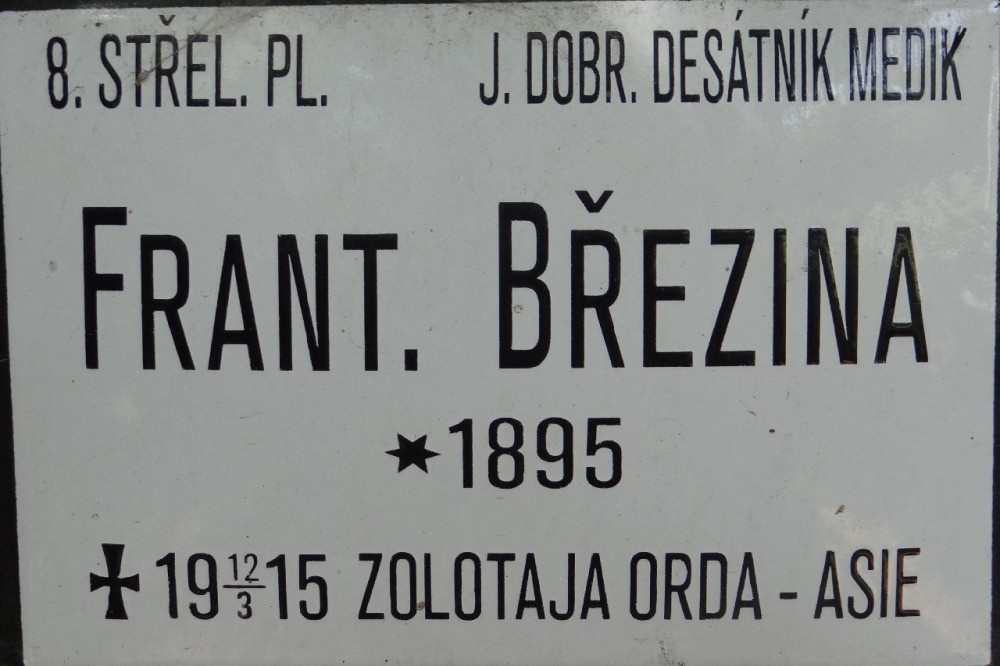 8. STŘEL. PL. J. DOBR. DESÁTNÍK MEDIK
FRANT. BŘEZINA
✶1895
✠ 19 12/3 15 ZOLOTAJA ORDA - ASIE